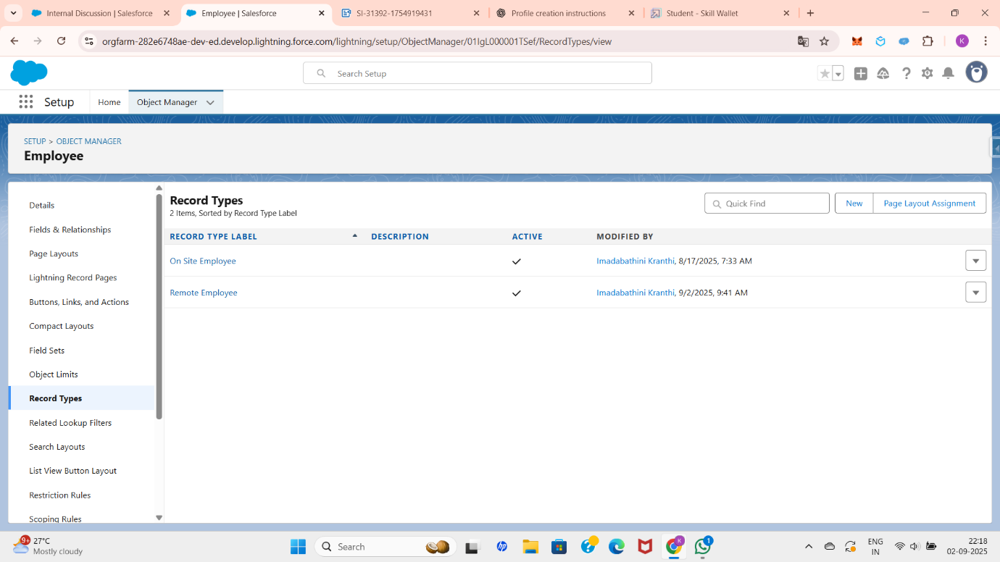 Internal Discussion | Salesforce
Employee | Salesforce
SI-31392-1754919431
Profile creation instructions
Student - Skill Wallet
orgfarm-282e6748ae-dev-ed.develop.lightning.force.com/lightning/setup/ObjectManager/01IgL000001TSef/RecordTypes/view
K
Search Setup
Setup
Home
Object Manager
SETUP > OBJECT MANAGER
Employee
Details
Fields & Relationships
Page Layouts
Lightning Record Pages
Buttons, Links, and Actions
Compact Layouts
Field Sets
Object Limits
Record Types
Related Lookup Filters
Search Layouts
List View Button Layout
Restriction Rules
Scoping Rules
Record Types
2 Items, Sorted by Record Type Label
Quick Find
New
Page Layout Assignment
RECORD TYPE LABEL DESCRIPTION ACTIVE MODIFIED BY
On Site Employee Imadabathini Kranthi, 8/17/2025, 7:33 AM
Remote Employee Imadabathini Kranthi, 9/2/2025, 9:41 AM
9+
27°C
Mostly cloudy
Search
hp
K
1
ENG
IN
22:18
02-09-2025